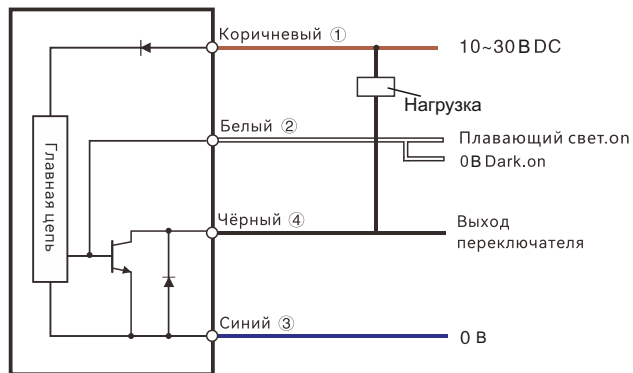 Коричневый ①
10~30 В DC
Нагрузка
Белый ②
Плавающий свет.on
0В Dark.on
Главная цепь
Чёрный ④
Выход
переключателя
Синий ③
0 В